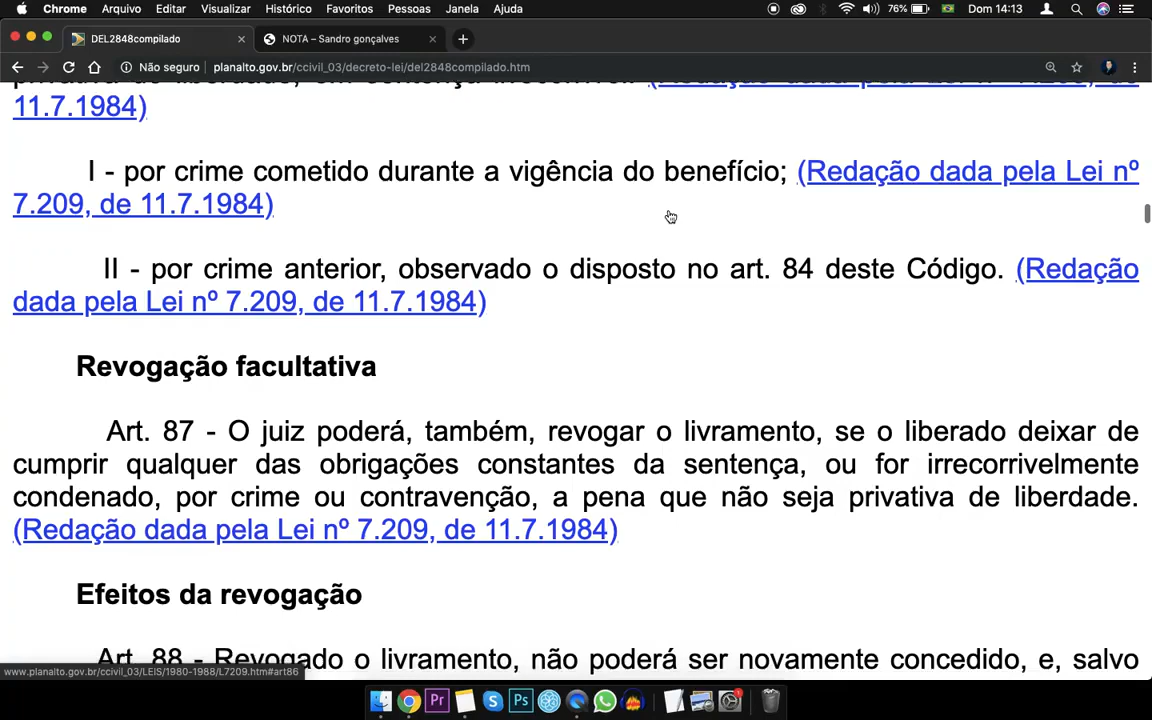 Chrome Arquivo Editar Visualizar Histórico Favoritos Pessoas Janela Ajuda 76% Dom 14:13
DEL2848compilado NOTA – Sandro gonçalves
Não seguro planalto.gov.br/ccivil_03/decreto-lei/del2848compilado.htm
11.7.1984)
I - por crime cometido durante a vigência do benefício; (Redação dada pela Lei nº
7.209, de 11.7.1984)
II - por crime anterior, observado o disposto no art. 84 deste Código. (Redação
dada pela Lei nº 7.209, de 11.7.1984)
Revogação facultativa
Art. 87 - O juiz poderá, também, revogar o livramento, se o liberado deixar de
cumprir qualquer das obrigações constantes da sentença, ou for irrecorrivelmente
condenado, por crime ou contravenção, a pena que não seja privativa de liberdade.
(Redação dada pela Lei nº 7.209, de 11.7.1984)
Efeitos da revogação
Art. 88 - Revogado o livramento, não poderá ser novamente concedido, e, salvo
www.planalto.gov.br/ccivil_03/LEIS/1980-1988/L7209.htm#art86